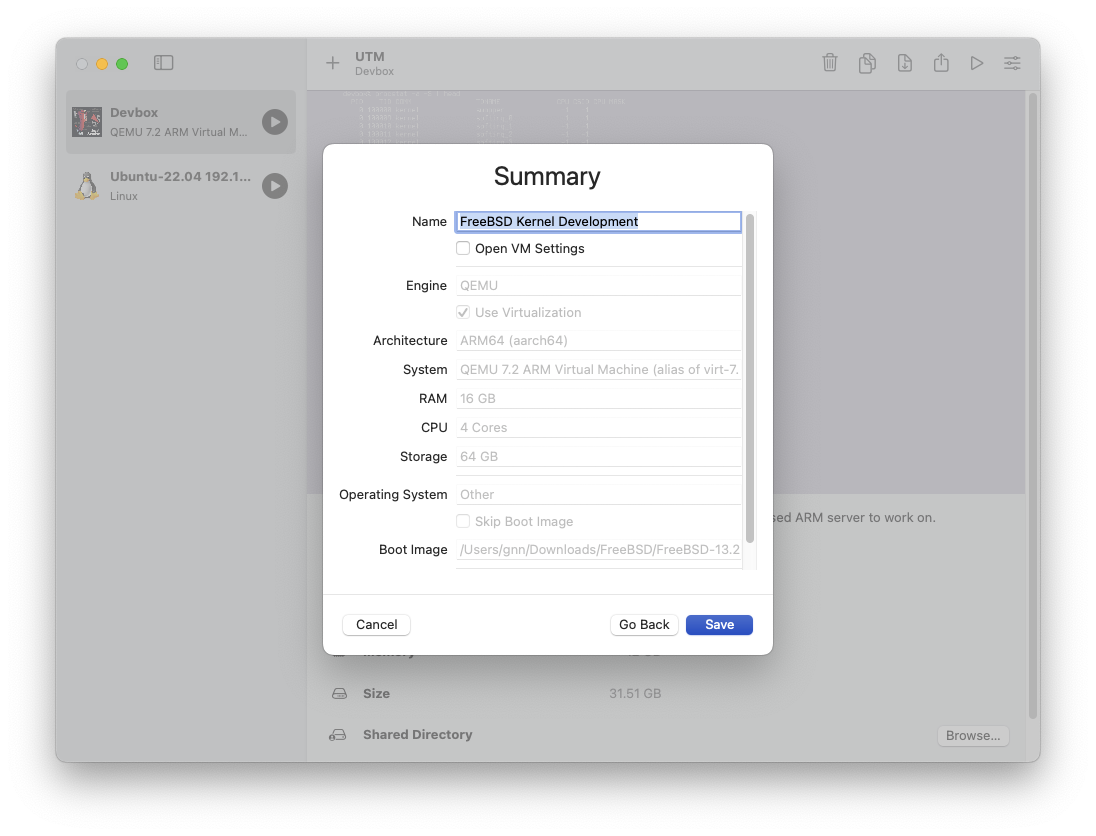 UTM
Devbox
Devbox
QEMU 7.2 ARM Virtual M...
Ubuntu-22.04 192.1...
Linux
Summary
Name FreeBSD Kernel Development
Open VM Settings
Engine QEMU
Use Virtualization
Architecture ARM64 (aarch64)
System QEMU 7.2 ARM Virtual Machine (alias of virt-7.
RAM 16 GB
CPU 4 Cores
Storage 64 GB
Operating System Other
Skip Boot Image
Boot Image /Users/gnn/Downloads/FreeBSD/FreeBSD-13.2
sed ARM server to work on.
Cancel Go Back Save
Size 31.51 GB
Shared Directory Browse...